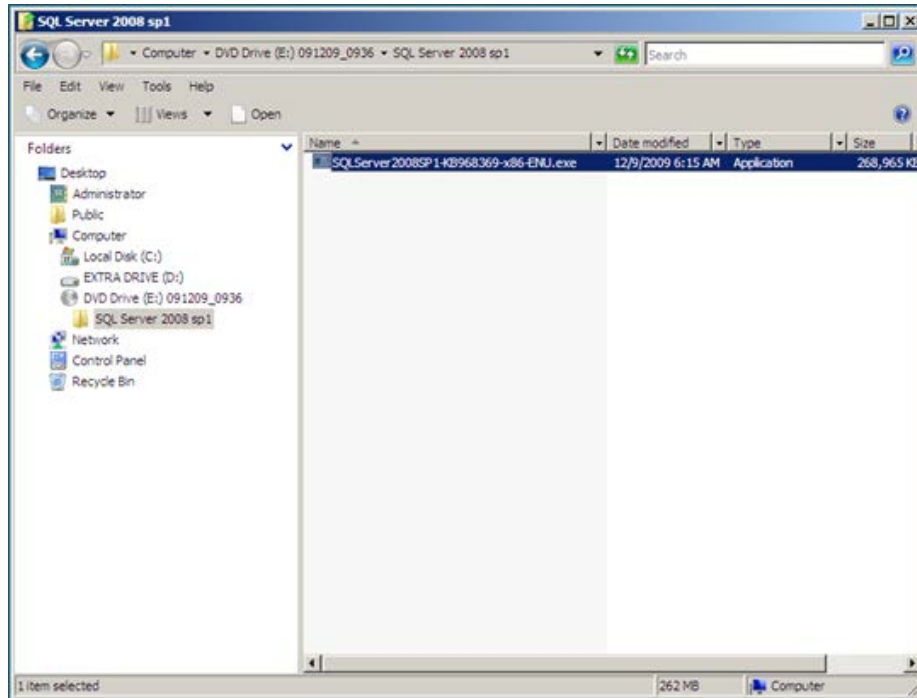 SQL Server 2008 sp1
Computer DVD Drive (E:) 091209_0936 SQL Server 2008 sp1 Search
File Edit View Tools Help
Organize Views Open
Folders
Name Date modified Type Size
SQLServer2008SP1-KB968369-x86-ENU.exe 12/9/2009 6:15 AM Application 268,965 KB
Desktop
Administrator
Public
Computer
Local Disk (C:)
EXTRA DRIVE (D:)
DVD Drive (E:) 091209_0936
SQL Server 2008 sp1
Network
Control Panel
Recycle Bin
1 item selected 262 MB Computer